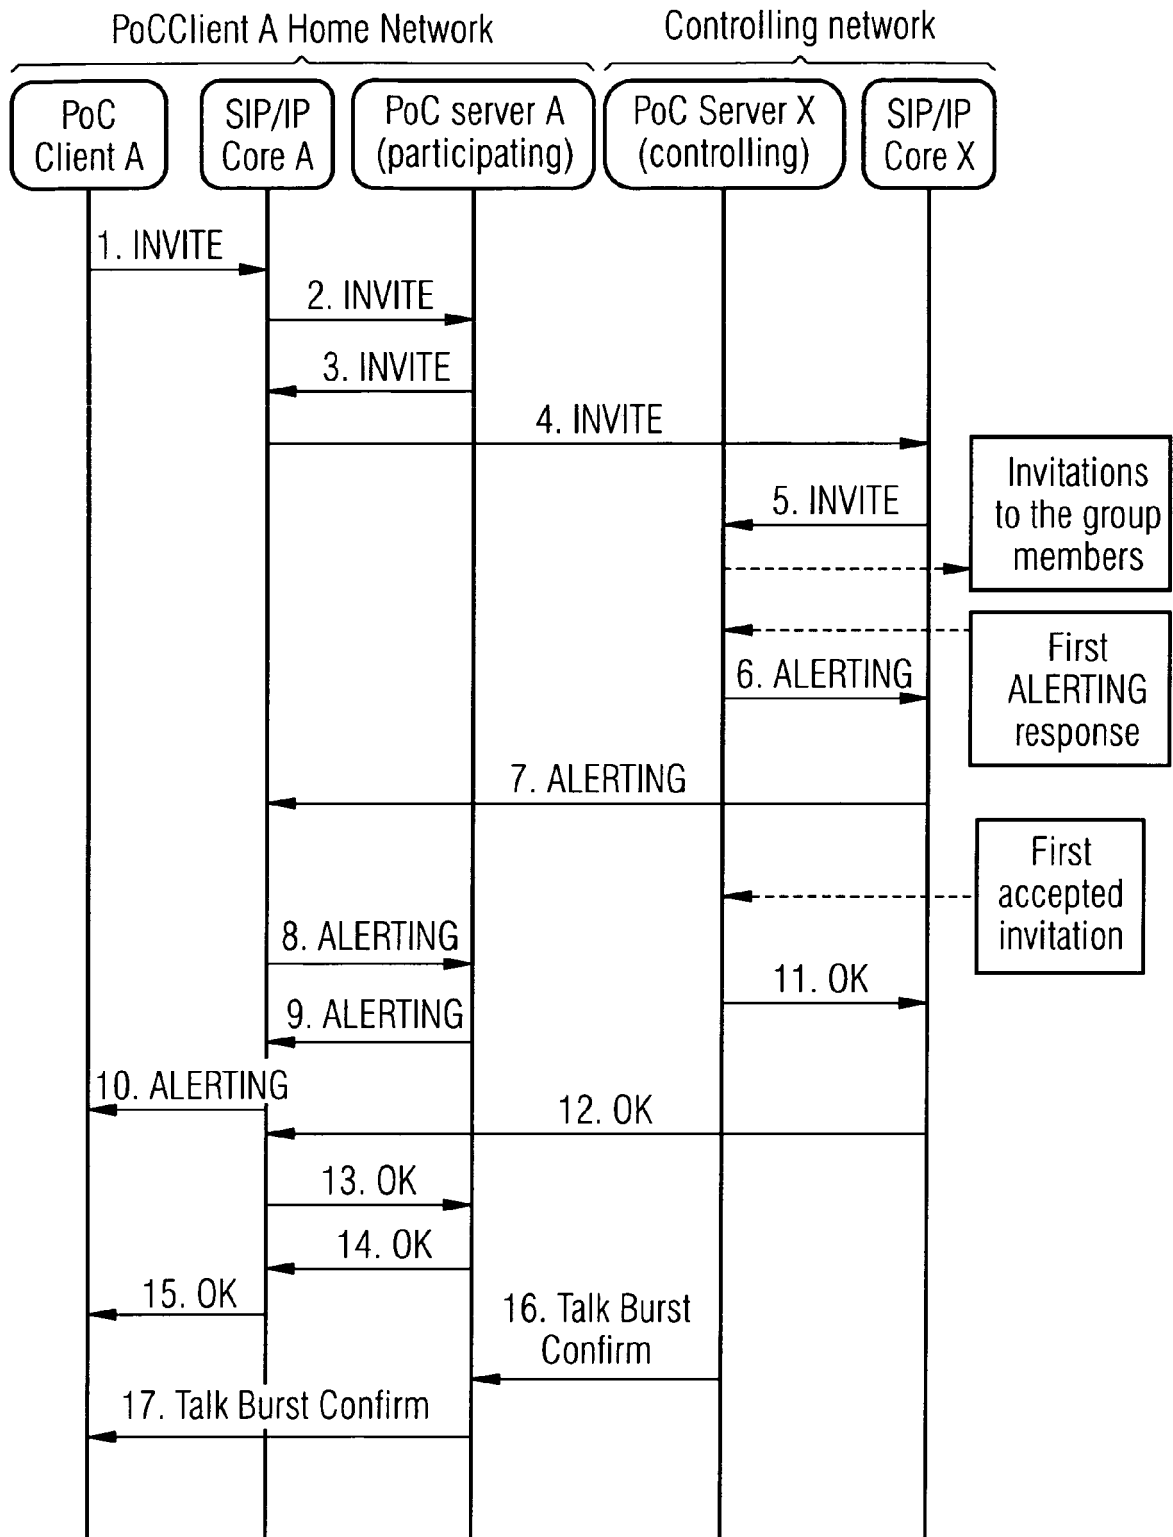 PoCClient A Home Network
Controlling network
PoC
Client A
SIP/IP
Core A
PoC server A
(participating)
PoC Server X
(controlling)
SIP/IP
Core X
1. INVITE
2. INVITE
3. INVITE
4. INVITE
5. INVITE
Invitations
to the group
members
First
ALERTING
response
6. ALERTING
7. ALERTING
First
accepted
invitation
8. ALERTING
11. OK
9. ALERTING
10. ALERTING
12. OK
13. OK
14. OK
15. OK
16. Talk Burst
Confirm
17. Talk Burst Confirm